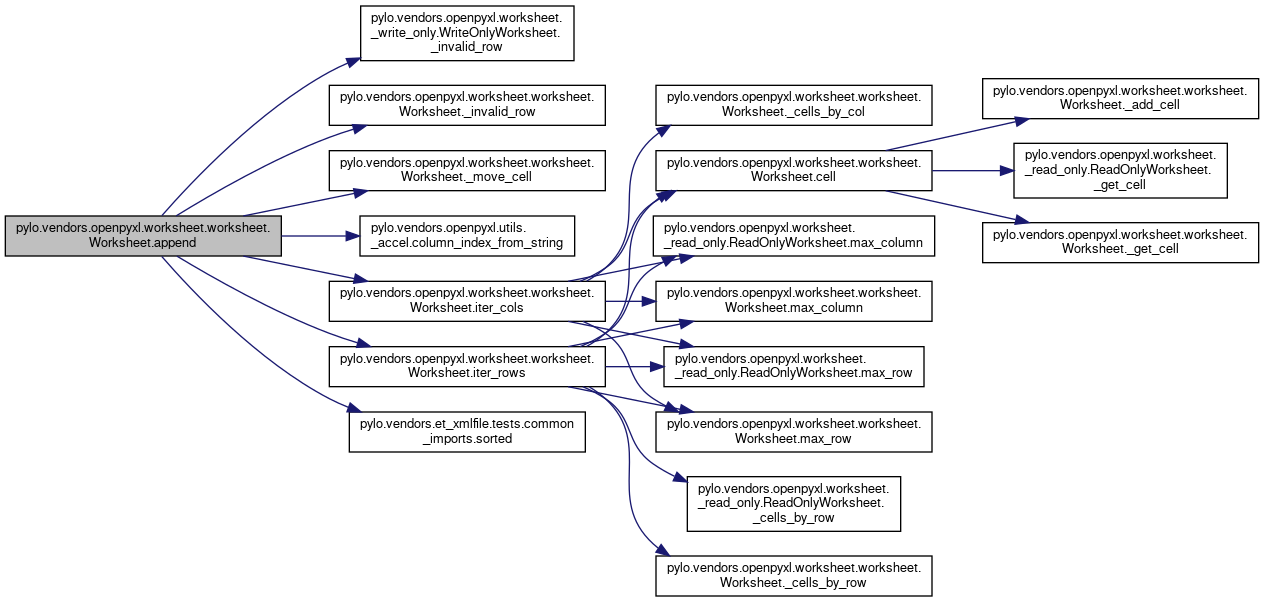 pylo.vendors.openpyxl.worksheet.worksheet.
Worksheet.append
pylo.vendors.openpyxl.worksheet.
_write_only.WriteOnlyWorksheet.
_invalid_row
pylo.vendors.openpyxl.worksheet.worksheet.
Worksheet._invalid_row
pylo.vendors.openpyxl.worksheet.worksheet.
Worksheet._move_cell
pylo.vendors.openpyxl.utils.
_accel.column_index_from_string
pylo.vendors.openpyxl.worksheet.worksheet.
Worksheet.iter_cols
pylo.vendors.openpyxl.worksheet.worksheet.
Worksheet.iter_rows
pylo.vendors.et_xmlfile.tests.common
_imports.sorted
pylo.vendors.openpyxl.worksheet.worksheet.
Worksheet._cells_by_col
pylo.vendors.openpyxl.worksheet.worksheet.
Worksheet.cell
pylo.vendors.openpyxl.worksheet.
_read_only.ReadOnlyWorksheet.max_column
pylo.vendors.openpyxl.worksheet.worksheet.
Worksheet.max_column
pylo.vendors.openpyxl.worksheet.
_read_only.ReadOnlyWorksheet.max_row
pylo.vendors.openpyxl.worksheet.worksheet.
Worksheet.max_row
pylo.vendors.openpyxl.worksheet.
_read_only.ReadOnlyWorksheet.
_cells_by_row
pylo.vendors.openpyxl.worksheet.worksheet.
Worksheet._cells_by_row
pylo.vendors.openpyxl.worksheet.worksheet.
Worksheet._add_cell
pylo.vendors.openpyxl.worksheet.
_read_only.ReadOnlyWorksheet.
_get_cell
pylo.vendors.openpyxl.worksheet.worksheet.
Worksheet._get_cell